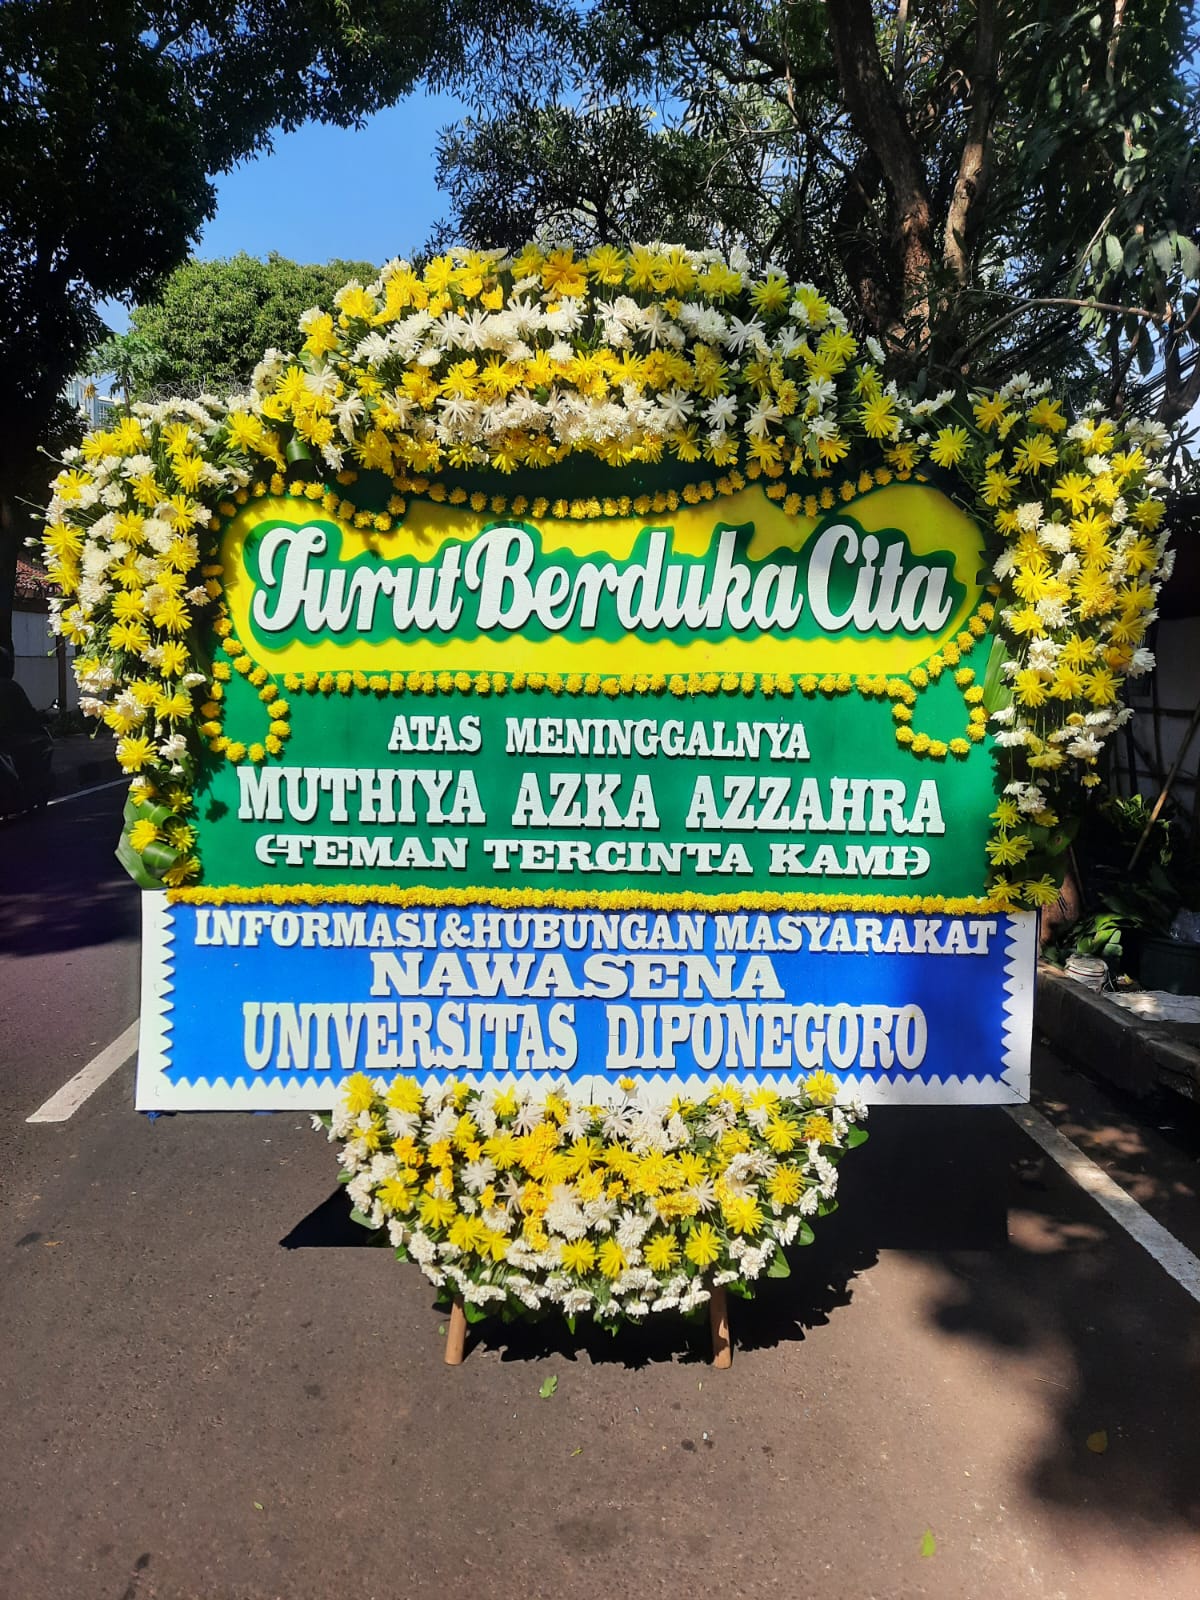 Turut Berduka Cita
ATAS MENINGGALNYA
MUTHIYA AZKA AZZAHRA
(-TEMAN TERCINTA KAMI-)
INFORMASI&HUBUNGAN MASYARAKAT
NAWASENA
UNIVERSITAS DIPONEGORO